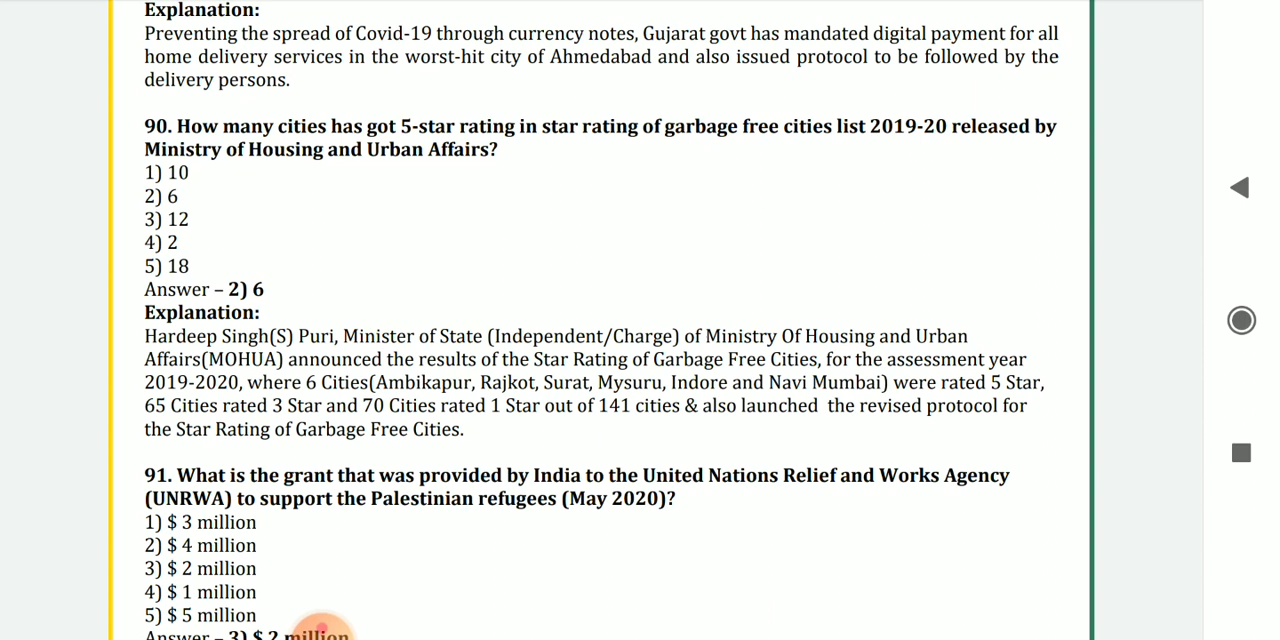 Explanation:
Preventing the spread of Covid-19 through currency notes, Gujarat govt has mandated digital payment for all
home delivery services in the worst-hit city of Ahmedabad and also issued protocol to be followed by the
delivery persons.
90. How many cities has got 5-star rating in star rating of garbage free cities list 2019-20 released by
Ministry of Housing and Urban Affairs?
1) 10
2) 6
3) 12
4) 2
5) 18
Answer – 2) 6
Explanation:
Hardeep Singh(S) Puri, Minister of State (Independent/Charge) of Ministry Of Housing and Urban
Affairs(MOHUA) announced the results of the Star Rating of Garbage Free Cities, for the assessment year
2019-2020, where 6 Cities(Ambikapur, Rajkot, Surat, Mysuru, Indore and Navi Mumbai) were rated 5 Star,
65 Cities rated 3 Star and 70 Cities rated 1 Star out of 141 cities & also launched the revised protocol for
the Star Rating of Garbage Free Cities.
91. What is the grant that was provided by India to the United Nations Relief and Works Agency
(UNRWA) to support the Palestinian refugees (May 2020)?
1) $ 3 million
2) $ 4 million
3) $ 2 million
4) $ 1 million
5) $ 5 million
Answer – 3) $ 2 million